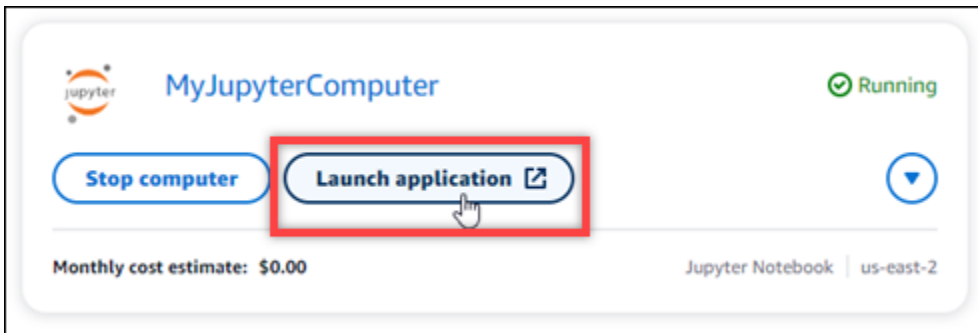 jupyter
MyJupyterComputer
Running
Stop computer
Launch application
Monthly cost estimate: $0.00
Jupyter Notebook
us-east-2